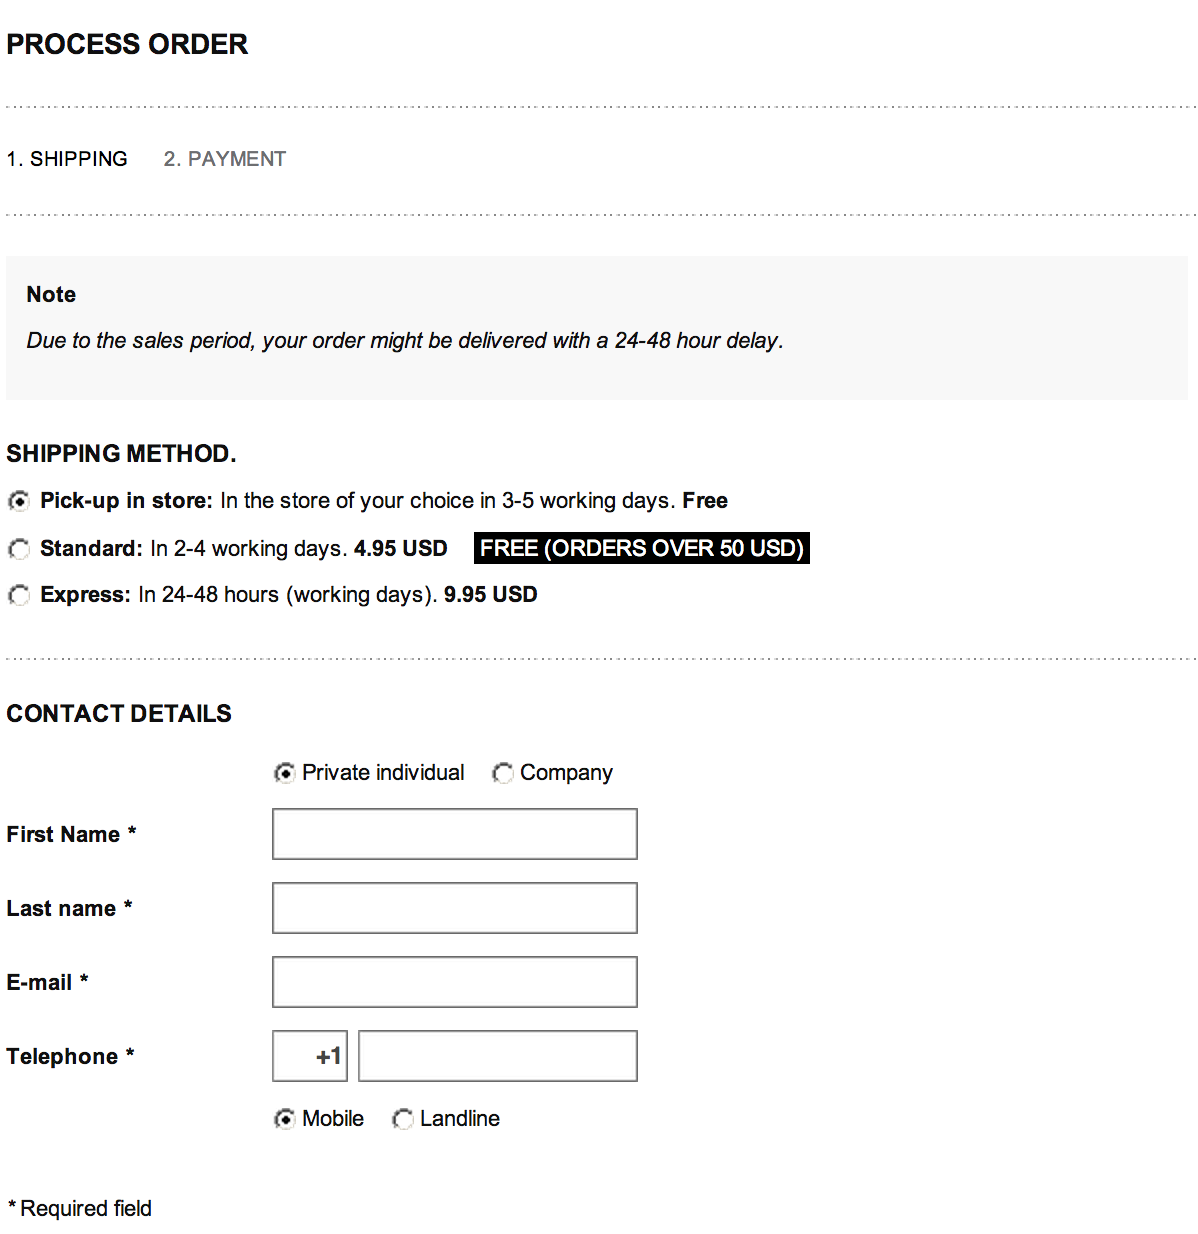 PROCESS ORDER
1. SHIPPING 2. PAYMENT
Note
Due to the sales period, your order might be delivered with a 24-48 hour delay.
SHIPPING METHOD.
Pick-up in store: In the store of your choice in 3-5 working days. Free
Standard: In 2-4 working days. 4.95 USD FREE (ORDERS OVER 50 USD)
Express: In 24-48 hours (working days). 9.95 USD
CONTACT DETAILS
Private individual Company
First Name *
Last name *
E-mail *
Telephone * +1
Mobile Landline
* Required field